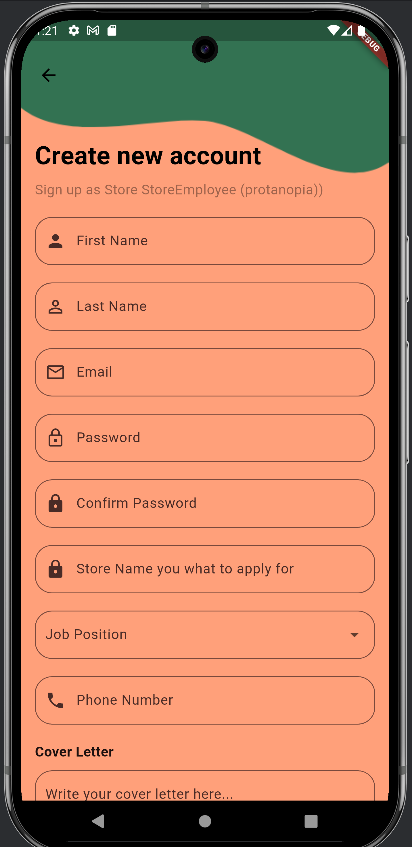 1:21
DEBUG
Create new account
Sign up as Store StoreEmployee (protanopia))
First Name
Last Name
Email
Password
Confirm Password
Store Name you what to apply for
Job Position
Phone Number
Cover Letter
Write your cover letter here...